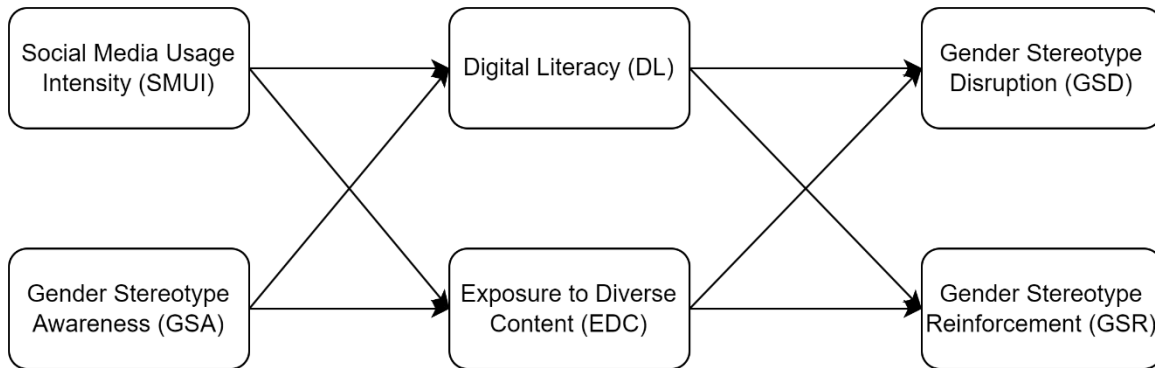 Social Media Usage
Intensity (SMUI)
Digital Literacy (DL)
Gender Stereotype
Disruption (GSD)
Gender Stereotype
Awareness (GSA)
Exposure to Diverse
Content (EDC)
Gender Stereotype
Reinforcement (GSR)